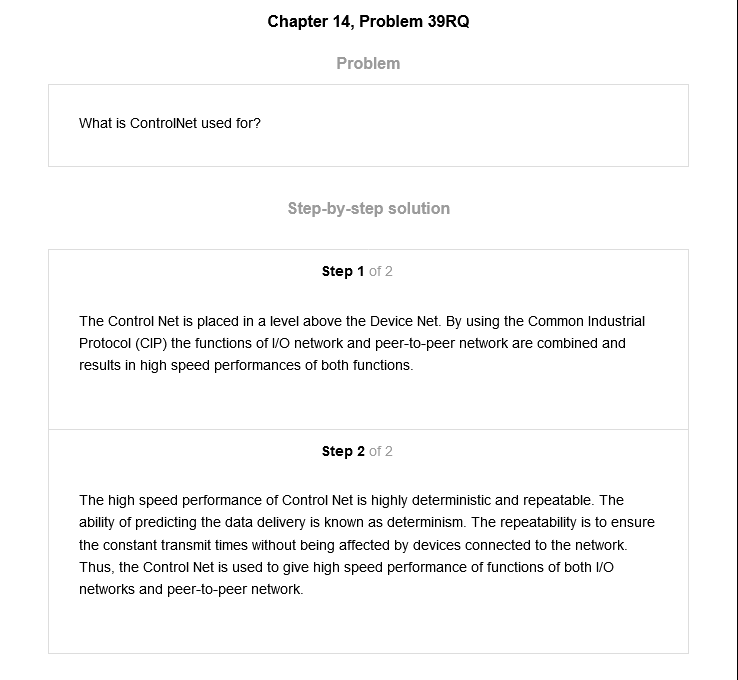 Chapter 14, Problem 39RQ
Problem
What is ControlNet used for?
Step-by-step solution
Step 1 of 2
The Control Net is placed in a level above the Device Net. By using the Common Industrial
Protocol (CIP) the functions of I/O network and peer-to-peer network are combined and
results in high speed performances of both functions.
Step 2 of 2
The high speed performance of Control Net is highly deterministic and repeatable. The
ability of predicting the data delivery is known as determinism. The repeatability is to ensure
the constant transmit times without being affected by devices connected to the network.
Thus, the Control Net is used to give high speed performance of functions of both I/O
networks and peer-to-peer network.